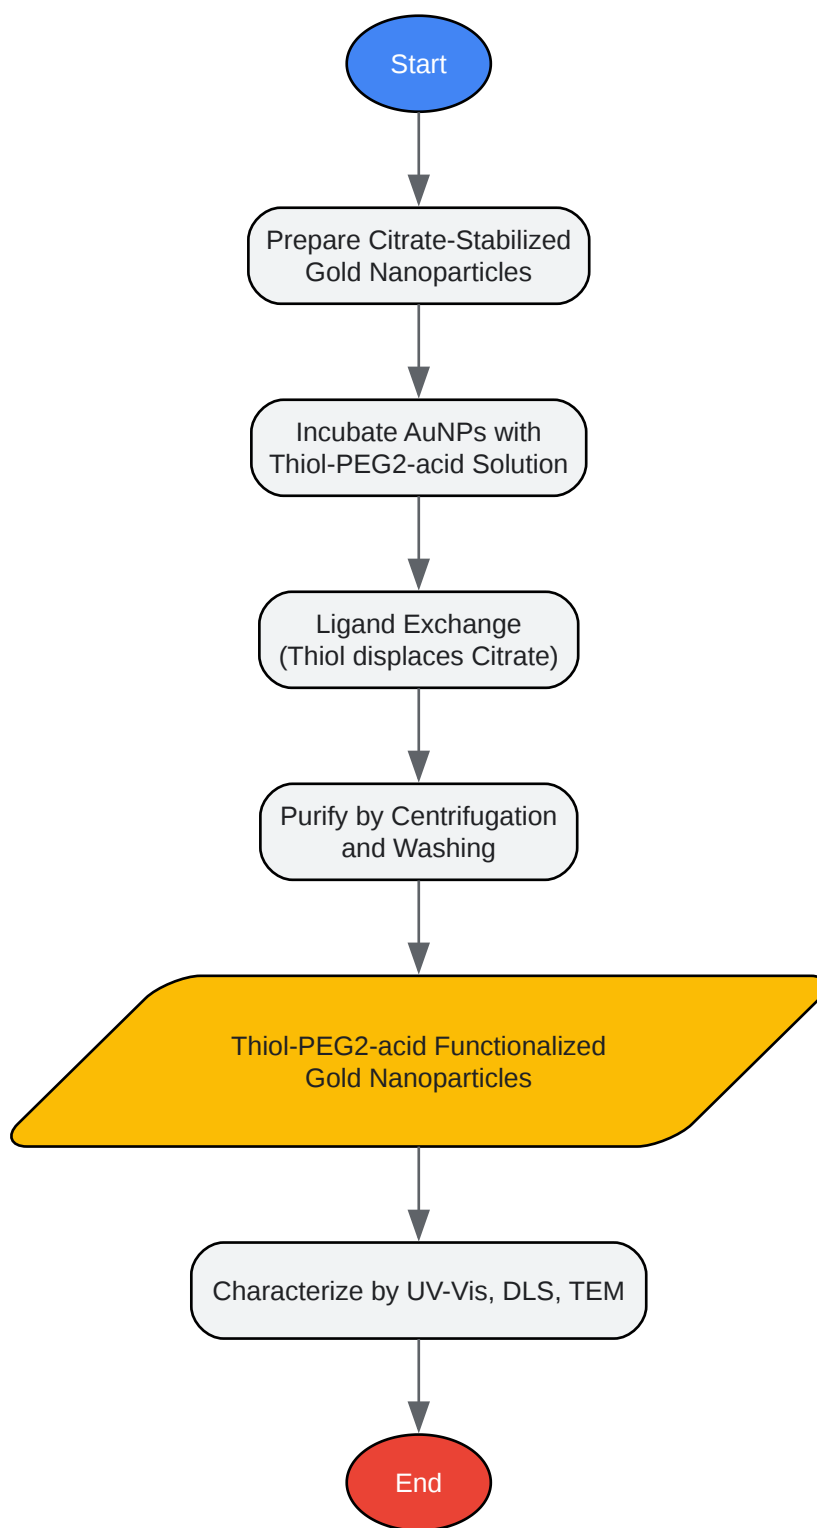 Start
Prepare Citrate-Stabilized
Gold Nanoparticles
Incubate AuNPs with
Thiol-PEG2-acid Solution
Ligand Exchange
(Thiol displaces Citrate)
Purify by Centrifugation
and Washing
Thiol-PEG2-acid Functionalized
Gold Nanoparticles
Characterize by UV-Vis, DLS, TEM
End